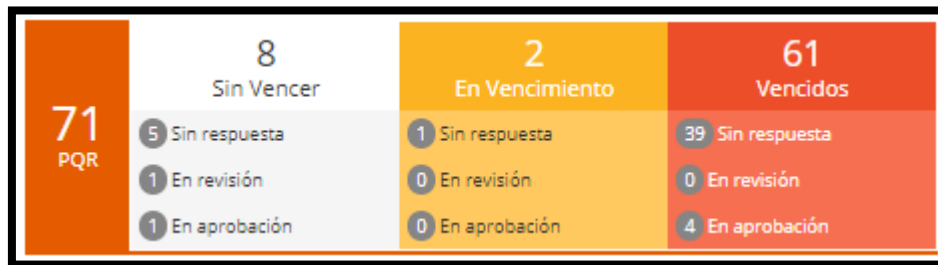 71
PQR
8
Sin Vencer
5 Sin respuesta
1 En revisión
1 En aprobación
2
En Vencimiento
1 Sin respuesta
0 En revisión
0 En aprobación
61
Vencidos
39 Sin respuesta
0 En revisión
4 En aprobación